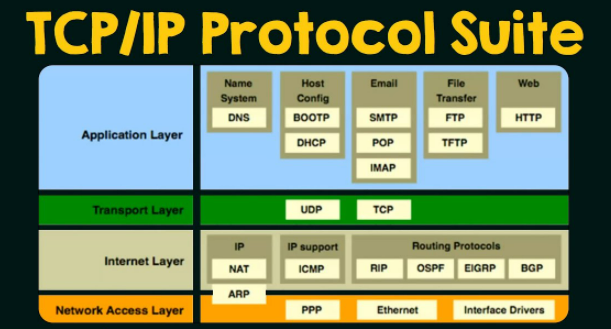 TCP/IP Protocol Suite
Application Layer
Name
System
DNS
Host
Config
BOOTP
DHCP
Email
SMTP
POP
IMAP
File
Transfer
FTP
TFTP
Web
HTTP
Transport Layer
UDP
TCP
Internet Layer
IP
NAT
ARP
IP support
ICMP
Routing Protocols
RIP
OSPF
EIGRP
BGP
Network Access Layer
PPP
Ethernet
Interface Drivers